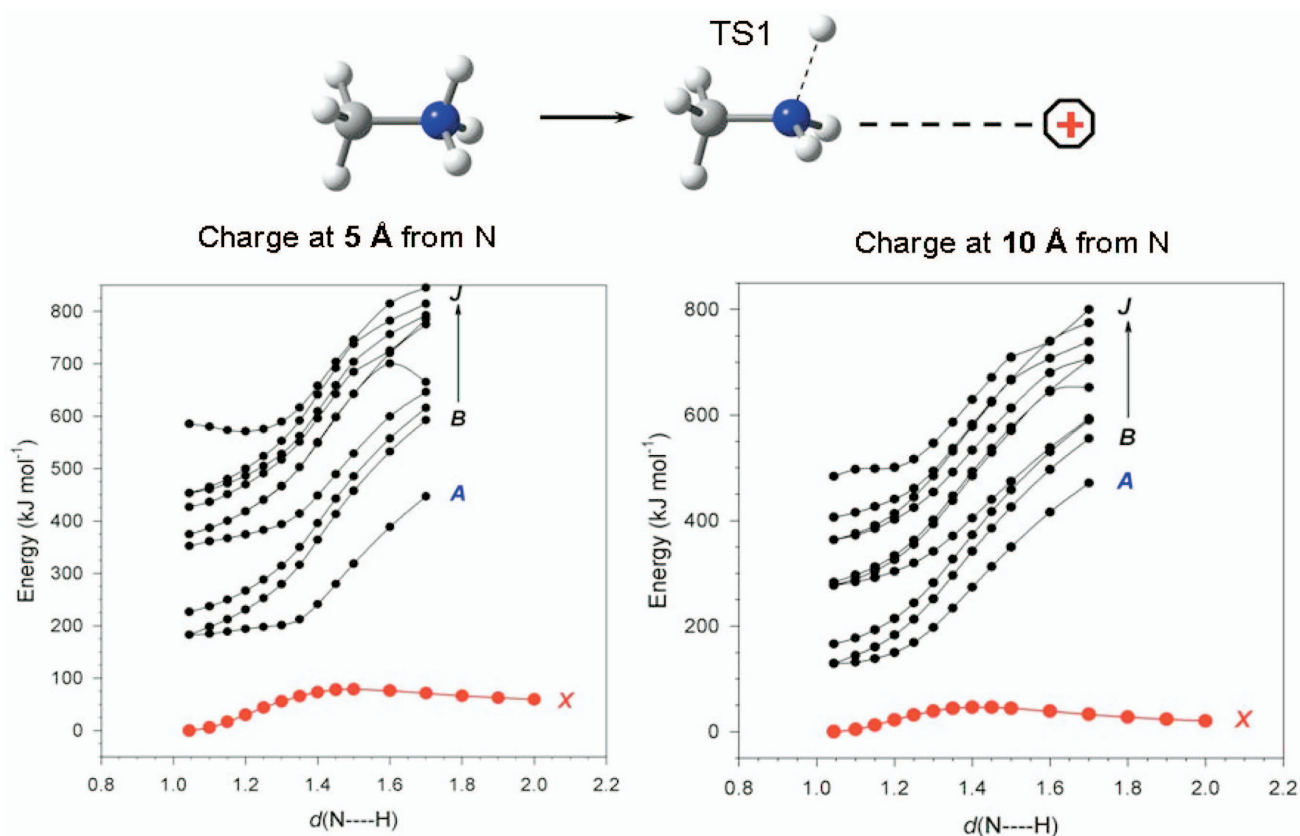 TS1
+
Charge at 5 Å from N
Charge at 10 Å from N
Energy (kJ mol⁻¹)
800
700
600
500
400
300
200
100
0
J
B
A
X
0.8 1.0 1.2 1.4 1.6 1.8 2.0 2.2
d(N----H)
Energy (kJ mol⁻¹)
800
600
400
200
0
J
B
A
X
0.8 1.0 1.2 1.4 1.6 1.8 2.0 2.2
d(N----H)